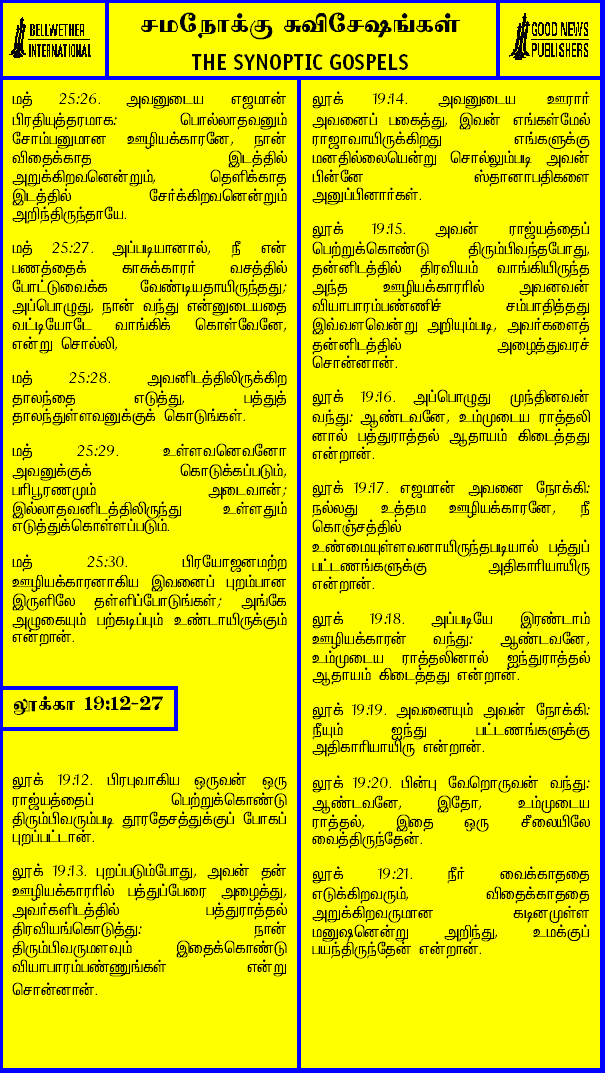 BELLWETHER
INTERNATIONAL
சமநோக்கு சுவிசேஷங்கள்
THE SYNOPTIC GOSPELS
GOOD NEWS
PUBLISHERS
மத் 25:26. அவனுடைய எஜமான்
பிரதியுத்தரமாக: பொல்லாதவனும்
சோம்பனுமான ஊழியக்காரனே, நான்
விதைக்காத இடத்தில்
அறுக்கிறவனென்றும், தெளிக்காத
இடத்தில் சேர்க்கிறவனென்றும்
அறிந்திருந்தாயே.
மத் 25:27. அப்படியானால், நீ என்
பணத்தைக் காசுக்காரர் வசத்தில்
போட்டுவைக்க வேண்டியதாயிருந்தது;
அப்பொழுது, நான் வந்து என்னுடையதை
வட்டியோடே வாங்கிக் கொள்வேனே,
என்று சொல்லி,
மத் 25:28. அவனிடத்திலிருக்கிற
தாலந்தை எடுத்து, பத்துத்
தாலந்துள்ளவனுக்குக் கொடுங்கள்.
மத் 25:29. உள்ளவனெவனோ
அவனுக்குக் கொடுக்கப்படும்,
பரிபூரணமும் அடைவான்;
இல்லாதவனிடத்திலிருந்து உள்ளதும்
எடுத்துக்கொள்ளப்படும்.
மத் 25:30. பிரயோஜனமற்ற
ஊழியக்காரனாகிய இவனைப் புறம்பான
இருளிலே தள்ளிப்போடுங்கள்; அங்கே
அழுகையும் பற்கடிப்பும் உண்டாயிருக்கும்
என்றான்.
லூக்கா 19:12-27
லூக் 19:12. பிரபுவாகிய ஒருவன் ஒரு
ராஜ்யத்தைப் பெற்றுக்கொண்டு
திரும்பிவரும்படி தூரதேசத்துக்குப் போகப்
புறப்பட்டான்.
லூக் 19:13. புறப்படும்போது, அவன் தன்
ஊழியக்காரரில் பத்துப்பேரை அழைத்து,
அவர்களிடத்தில் பத்துராத்தல்
திரவியங்கொடுத்து: நான்
திரும்பிவருமளவும் இதைக்கொண்டு
வியாபாரம்பண்ணுங்கள் என்று
சொன்னான்.
லூக் 19:14. அவனுடைய ஊரார்
அவனைப் பகைத்து, இவன் எங்கள்மேல்
ராஜாவாயிருக்கிறது எங்களுக்கு
மனதில்லையென்று சொல்லும்படி அவன்
பின்னே ஸ்தானாபதிகளை
அனுப்பினார்கள்.
லூக் 19:15. அவன் ராஜ்யத்தைப்
பெற்றுக்கொண்டு திரும்பிவந்தபோது,
தன்னிடத்தில் திரவியம் வாங்கியிருந்த
அந்த ஊழியக்காரரில் அவனவன்
வியாபாரம்பண்ணிச் சம்பாதித்தது
இவ்வளவென்று அறியும்படி, அவர்களைத்
தன்னிடத்தில் அழைத்துவரச்
சொன்னான்.
லூக் 19:16. அப்பொழுது முந்தினவன்
வந்து: ஆண்டவனே, உம்முடைய ராத்தலி
னால் பத்துராத்தல் ஆதாயம் கிடைத்தது
என்றான்.
லூக் 19:17. எஜமான் அவனை நோக்கி:
நல்லது உத்தம ஊழியக்காரனே, நீ
கொஞ்சத்தில்
உண்மையுள்ளவனாயிருந்தபடியால் பத்துப்
பட்டணங்களுக்கு அதிகாரியாயிரு
என்றான்.
லூக் 19:18. அப்படியே இரண்டாம்
ஊழியக்காரன் வந்து: ஆண்டவனே,
உம்முடைய ராத்தலினால் ஐந்துராத்தல்
ஆதாயம் கிடைத்தது என்றான்.
லூக் 19:19. அவனையும் அவன் நோக்கி:
நீயும் ஐந்து பட்டணங்களுக்கு
அதிகாரியாயிரு என்றான்.
லூக் 19:20. பின்பு வேறொருவன் வந்து:
ஆண்டவனே, இதோ, உம்முடைய
ராத்தல், இதை ஒரு சீலையிலே
வைத்திருந்தேன்.
லூக் 19:21. நீர் வைக்காததை
எடுக்கிறவரும், விதைக்காததை
அறுக்கிறவருமான கடினமுள்ள
மனுஷனென்று அறிந்து, உமக்குப்
பயந்திருந்தேன் என்றான்.